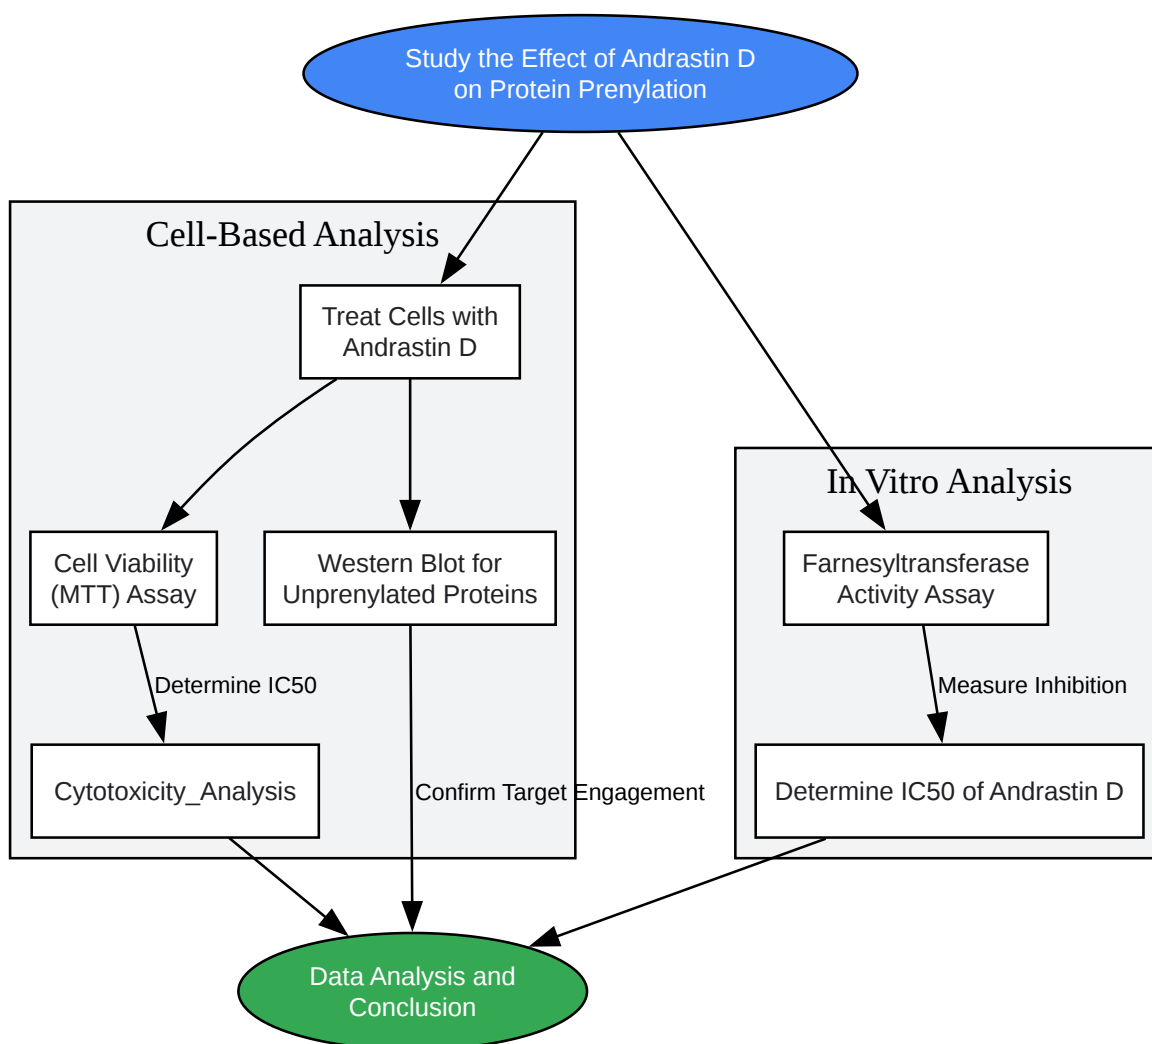 Study the Effect of Andrastin D
on Protein Prenylation
Cell-Based Analysis
Treat Cells with
Andrastin D
In Vitro Analysis
Cell Viability
(MTT) Assay
Western Blot for
Unprenylated Proteins
Farnesyltransferase
Activity Assay
Determine IC50
Measure Inhibition
Cytotoxicity_Analysis
Confirm Target Engagement
Determine IC50 of Andrastin D
Data Analysis and
Conclusion